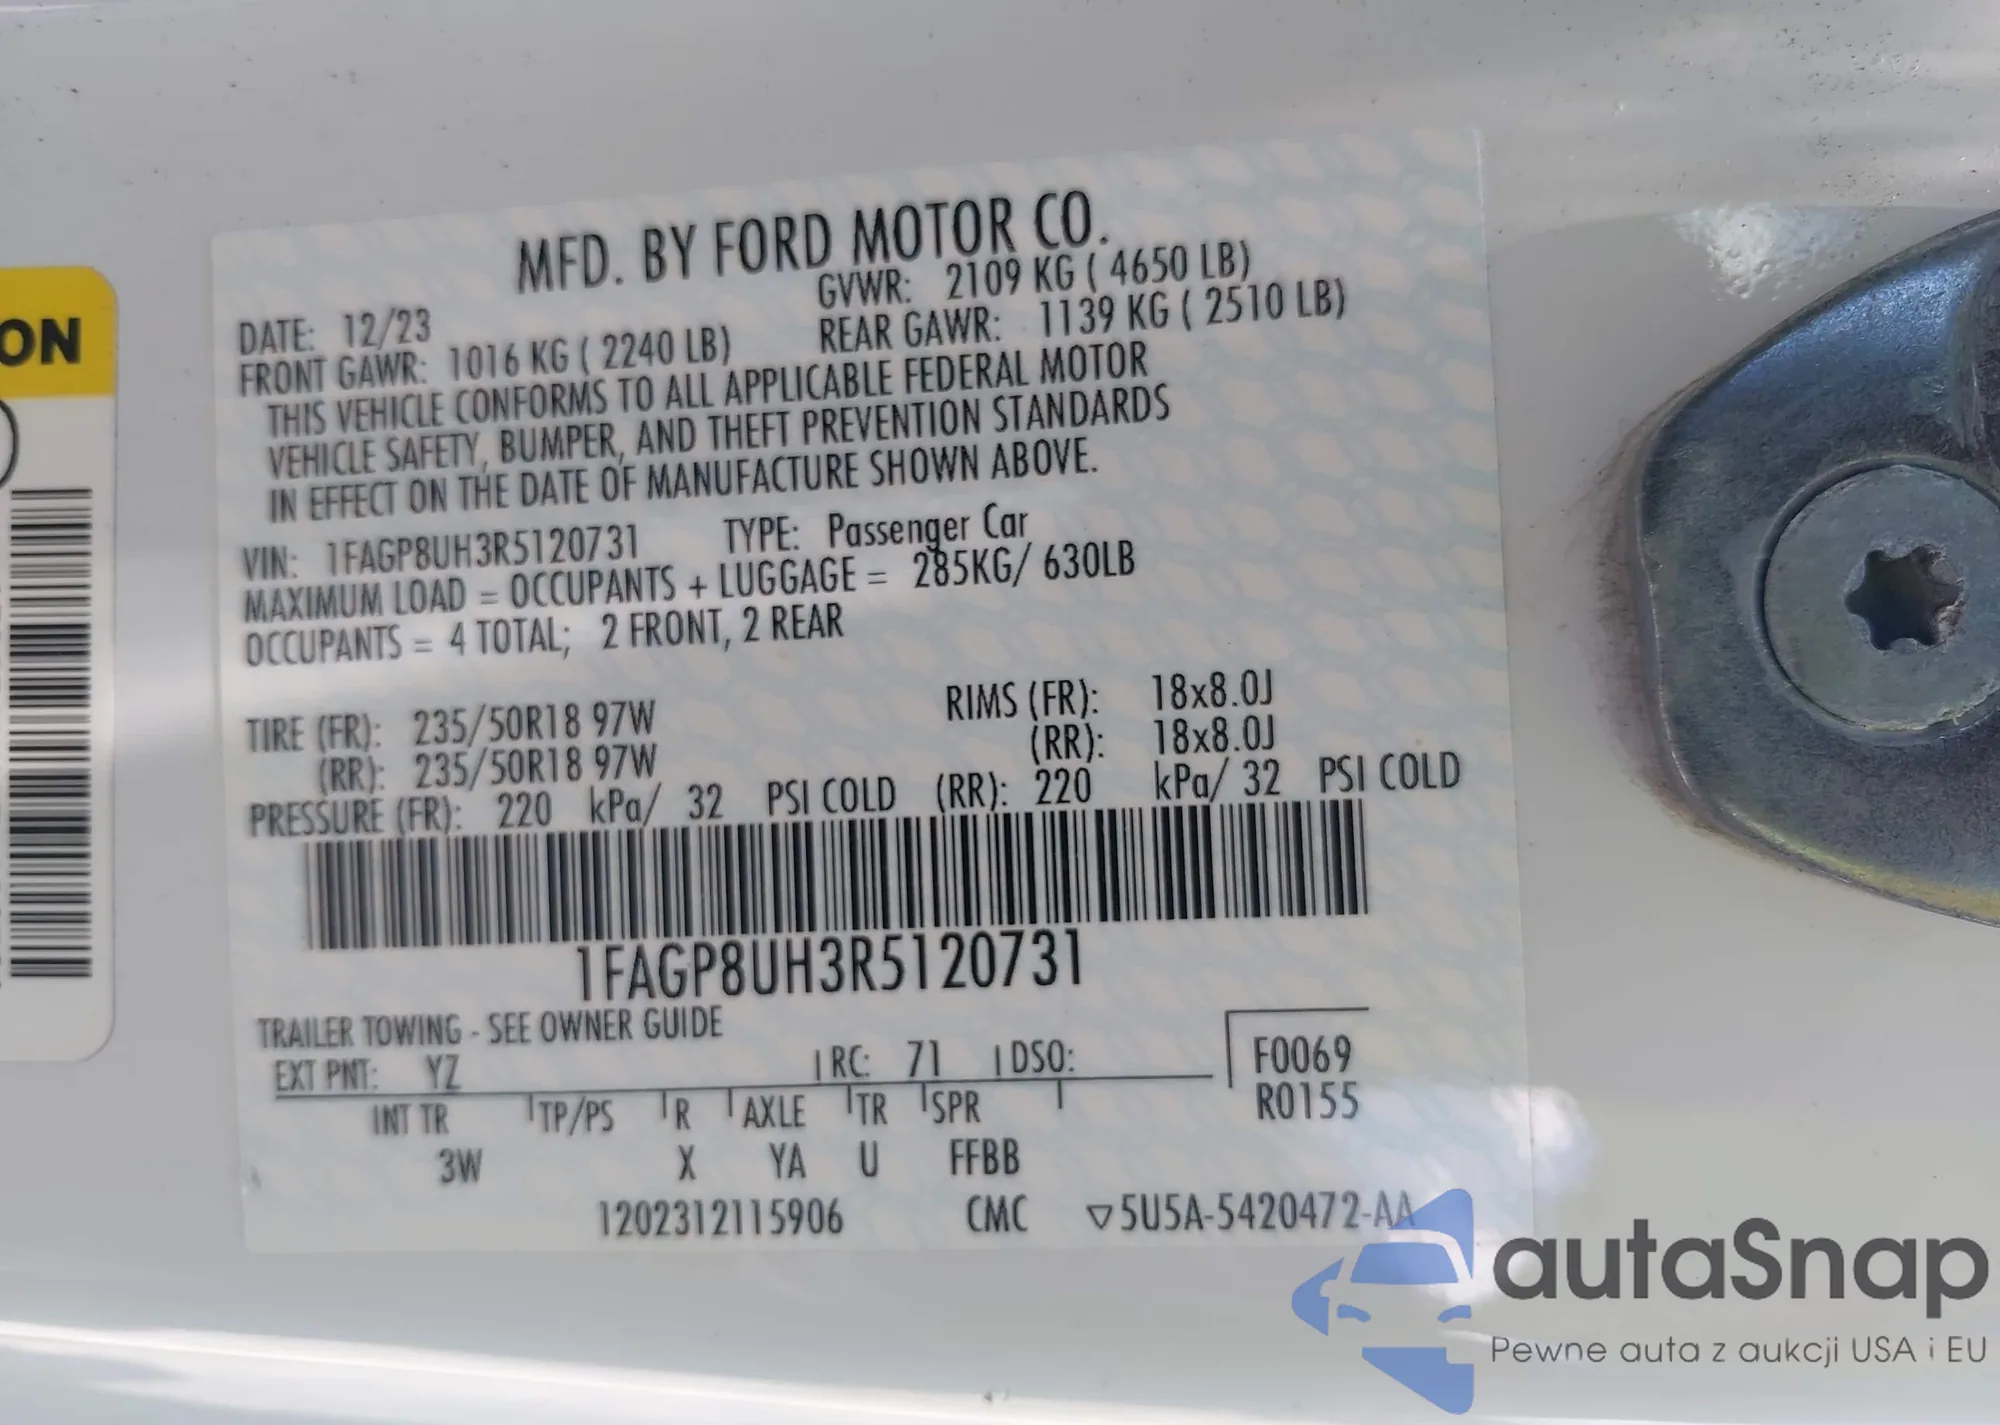 MFD. BY FORD MOTOR CO.
DATE: 12/23 GVWR: 2109 KG ( 4650 LB)
FRONT GAWR: 1016 KG ( 2240 LB) REAR GAWR: 1139 KG ( 2510 LB)
THIS VEHICLE CONFORMS TO ALL APPLICABLE FEDERAL MOTOR
VEHICLE SAFETY, BUMPER, AND THEFT PREVENTION STANDARDS
IN EFFECT ON THE DATE OF MANUFACTURE SHOWN ABOVE.
VIN: 1FAGP8UH3R5120731 TYPE: Passenger Car
MAXIMUM LOAD = OCCUPANTS + LUGGAGE = 285KG/ 630LB
OCCUPANTS = 4 TOTAL; 2 FRONT, 2 REAR
TIRE (FR): 235/50R18 97W RIMS (FR): 18x8.0J
(RR): 235/50R18 97W (RR): 18x8.0J
PRESSURE (FR): 220 kPa/ 32 PSI COLD (RR): 220 kPa/ 32 PSI COLD
1FAGP8UH3R5120731
TRAILER TOWING - SEE OWNER GUIDE
EXT PNT: YZ RC: 71 DSO: F0069
R0155
INT TR TP/PS R AXLE TR SPR
3W X YA U FFBB
1202312115906 CMC ▽5U5A-5420472-AA
ON
autaSnap
Pewne auta z aukcji USA i EU